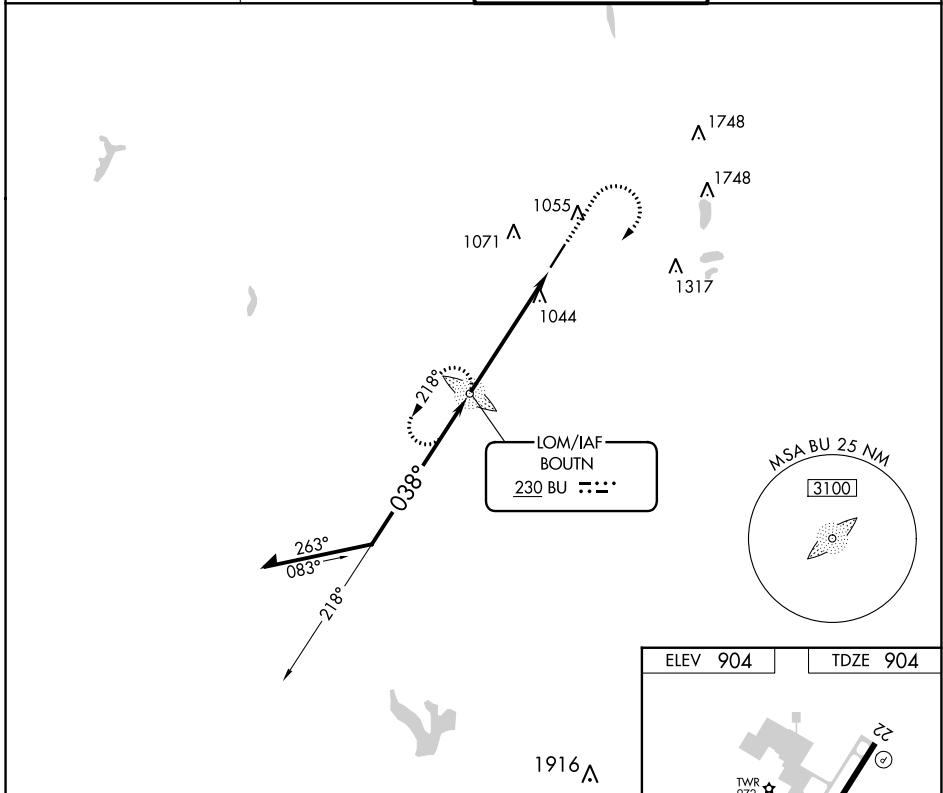 1748
1748
1055
1071
1317
1044
218°
LOM/IAF
BOUTN
230 BU
038°
MSA BU 25 NM
3100
263°
083°
218°
ELEV 904
TDZE 904
22
1916
TWR